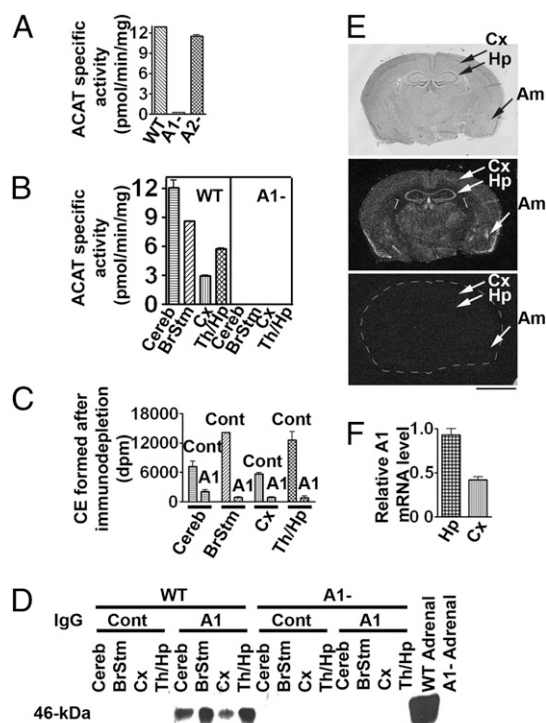 A
ACAT specific
activity
(pmol/min/mg)
12
9
6
3
0
WT
A1-
A2-
B
ACAT specific
activity
(pmol/min/mg)
12
9
6
3
0
WT
A1-
Cereb
BrStm
Cx
Th/Hp
Cereb
BrStm
Cx
Th/Hp
C
CE formed after
immunodepletion
(dpm)
18000
12000
6000
0
Cont
A1
Cont
A1
Cont
A1
Cont
A1
Cereb
BrStm
Cx
Th/Hp
D
WT
A1-
IgG
Cont
A1
Cont
A1
Cereb
BrStm
Cx
Th/Hp
Cereb
BrStm
Cx
Th/Hp
Cereb
BrStm
Cx
Th/Hp
Cereb
BrStm
Cx
Th/Hp
WT Adrenal
A1- Adrenal
46-kDa
E
Cx
Hp
Am
Cx
Hp
Am
Cx
Hp
Am
F
Relative A1
mRNA level
1.0
0.5
0
Hp
Cx